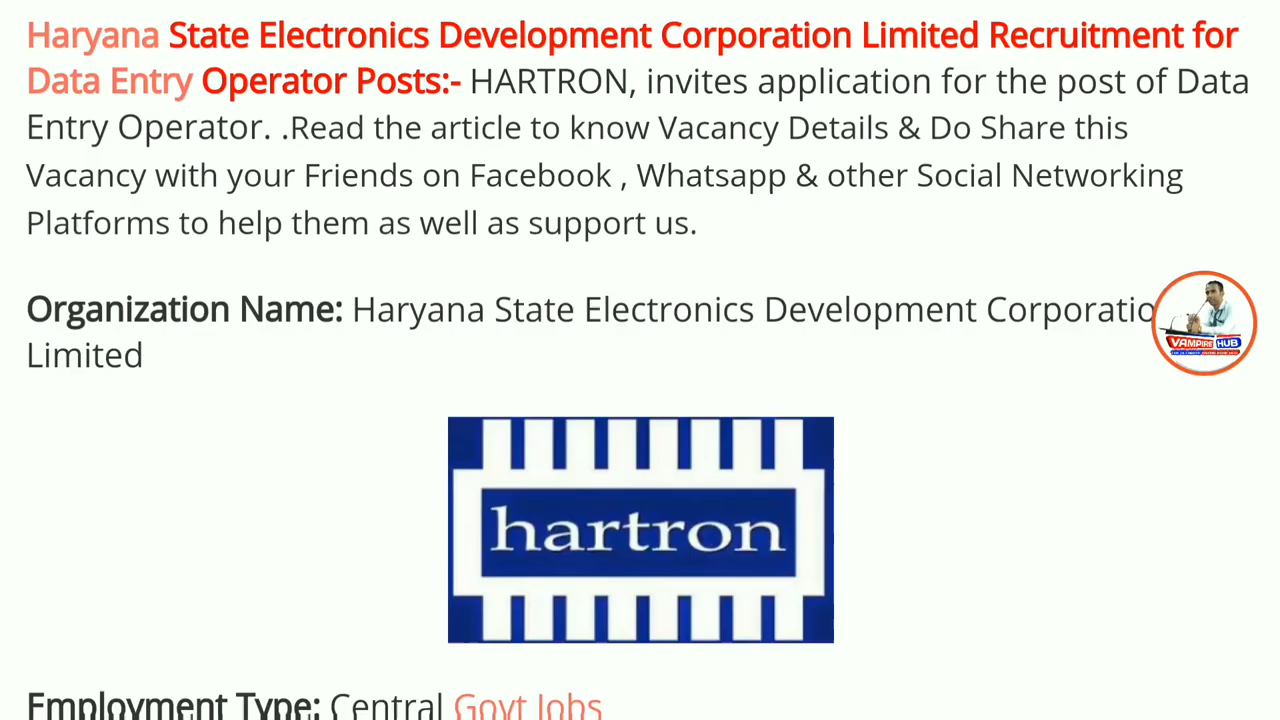 Haryana State Electronics Development Corporation Limited Recruitment for
Data Entry Operator Posts:- HARTRON, invites application for the post of Data
Entry Operator. .Read the article to know Vacancy Details & Do Share this
Vacancy with your Friends on Facebook , Whatsapp & other Social Networking
Platforms to help them as well as support us.
Organization Name: Haryana State Electronics Development Corporatio
Limited
VAMPIRE HUB
hartron
Employment Type: Central Govt Jobs